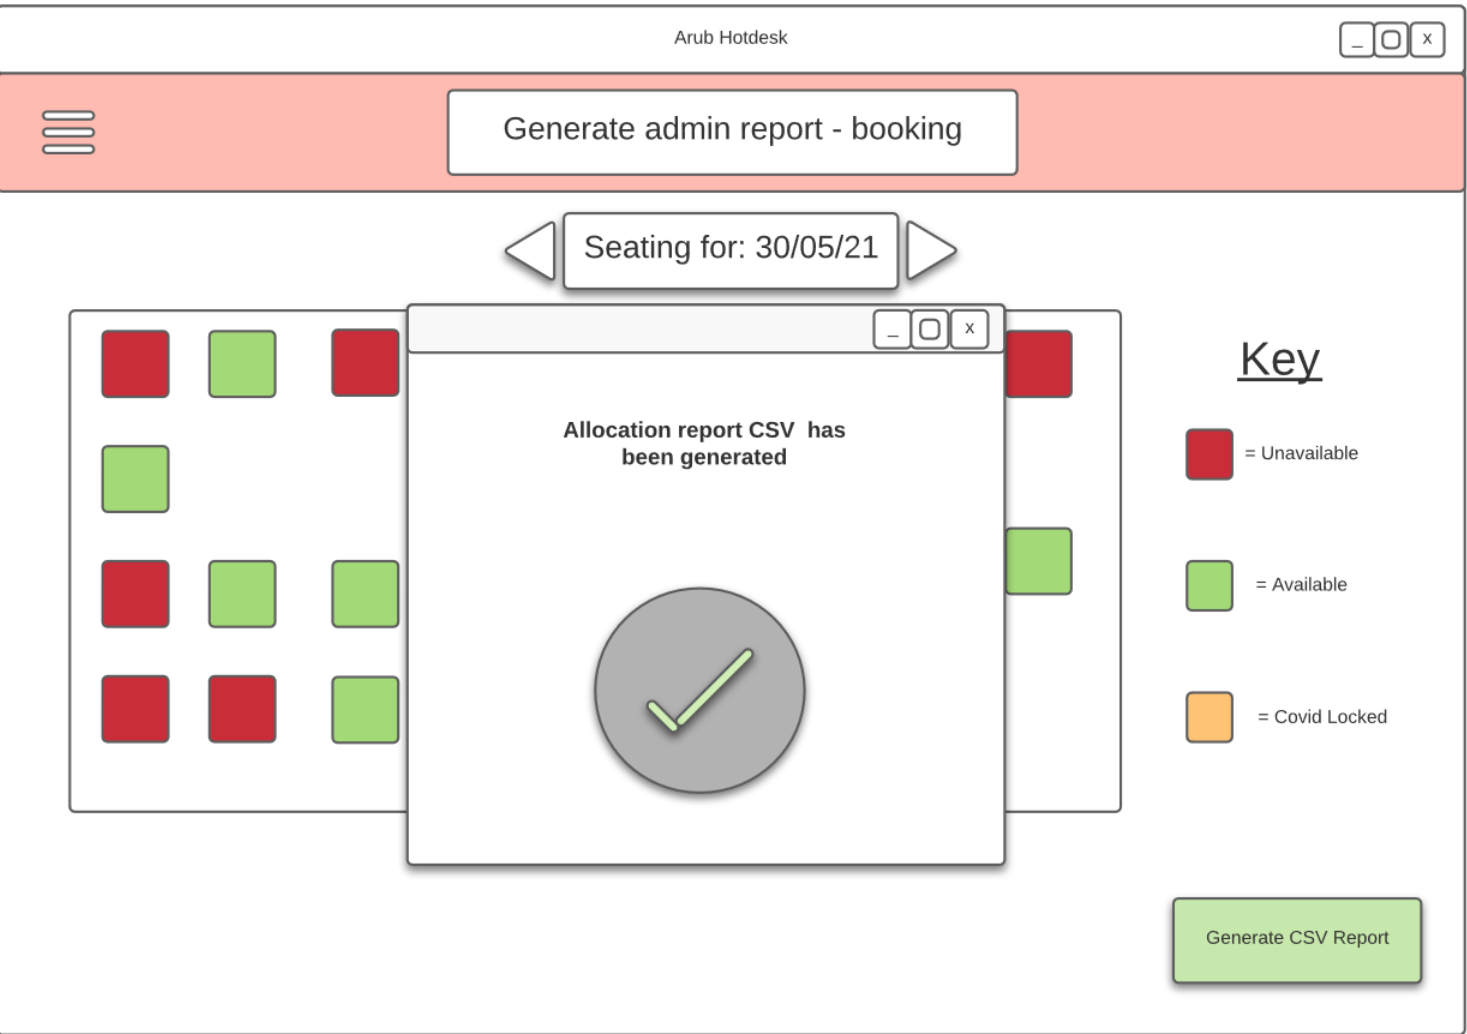 Arub Hotdesk
_ x
Generate admin report - booking
Seating for: 30/05/21
_ x
Key
Allocation report CSV has
been generated
= Unavailable
= Available
= Covid Locked
Generate CSV Report